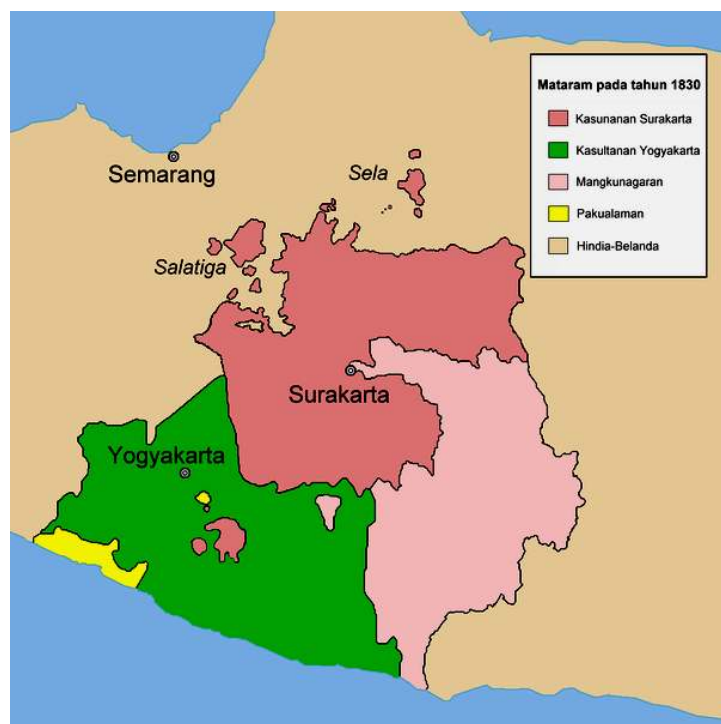 Mataram pada tahun 1830
Kasunanan Surakarta
Kasultanan Yogyakarta
Mangkunagaran
Pakualaman
Hindia-Belanda
Semarang
Sela
Salatiga
Surakarta
Yogyakarta